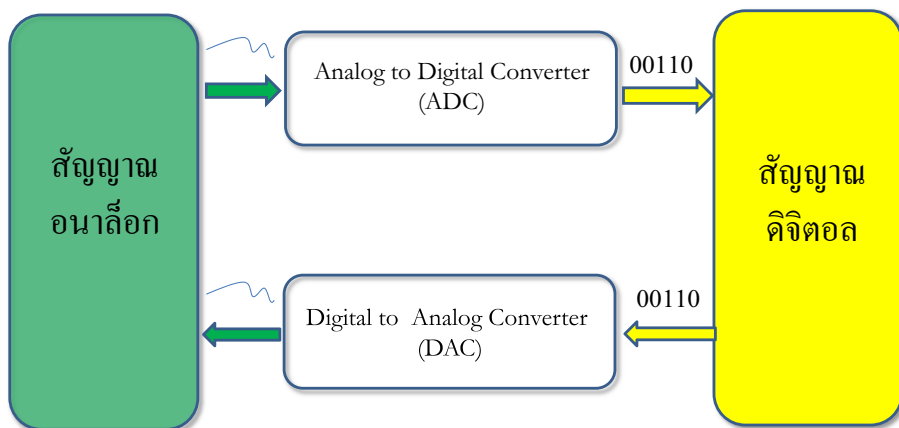 สัญญาณ
อนาล็อก
Analog to Digital Converter
(ADC)
00110
สัญญาณ
ดิจิตอล
Digital to Analog Converter
(DAC)
00110